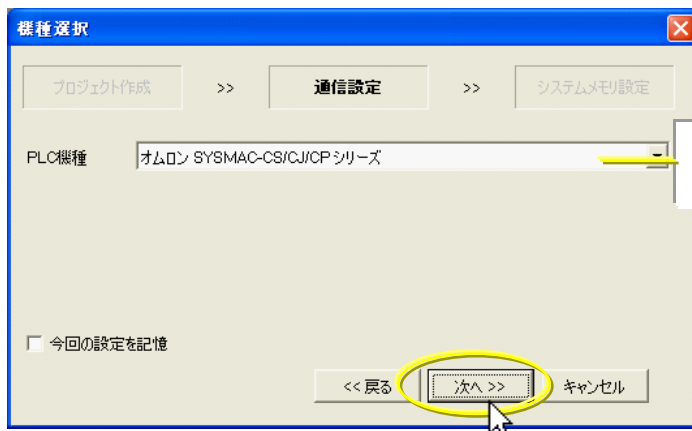 機種選択
プロジェクト作成 >> 通信設定 >> システムメモリ設定
PLC機種 オムロン SYSMAC-CS/CJ/CPシリーズ
今回の設定を記憶
<< 戻る 次へ >> キャンセル